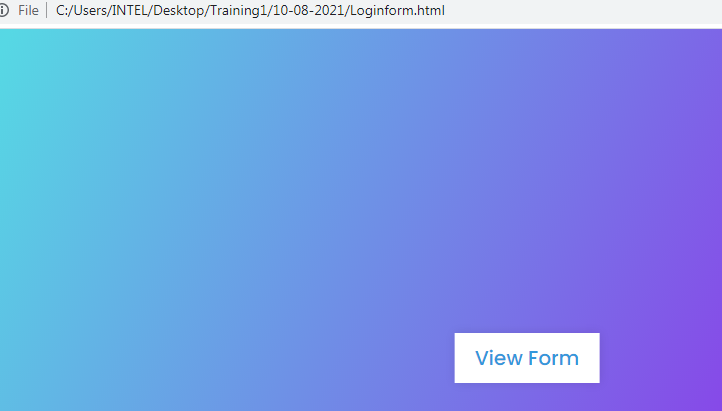 File C:/Users/INTEL/Desktop/Training1/10-08-2021/Loginform.html
View Form